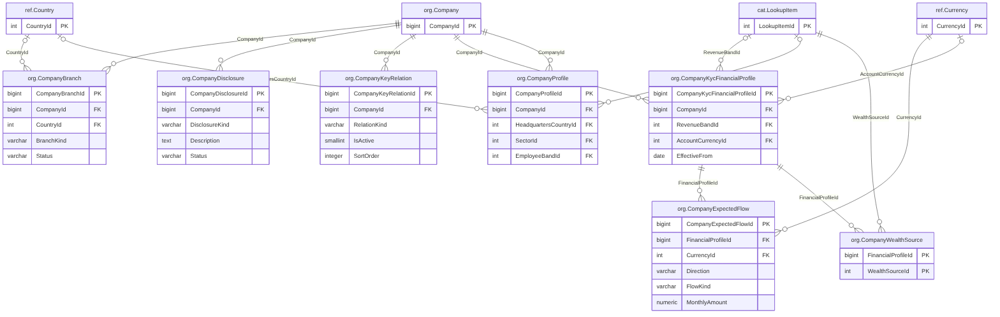 ref.Country
int CountryId PK
org.Company
bigint CompanyId PK
cat.LookupItem
int LookupItemId PK
ref.Currency
int CurrencyId PK
CountryId
CompanyId
CompanyId
CompanyId
CompanyId
CompanyId
RevenueBandId
AccountCurrencyId
rsCountryId
WealthSourceId
CurrencyId
org.CompanyBranch
bigint CompanyBranchId PK
bigint CompanyId FK
int CountryId FK
varchar BranchKind
varchar Status
org.CompanyDisclosure
bigint CompanyDisclosureId PK
bigint CompanyId FK
varchar DisclosureKind
text Description
varchar Status
org.CompanyKeyRelation
bigint CompanyKeyRelationId PK
bigint CompanyId FK
varchar RelationKind
smallint IsActive
integer SortOrder
org.CompanyProfile
bigint CompanyProfileId PK
bigint CompanyId FK
int HeadquartersCountryId FK
int SectorId FK
int EmployeeBandId FK
org.CompanyKycFinancialProfile
bigint CompanyKycFinancialProfileId PK
bigint CompanyId FK
int RevenueBandId FK
int AccountCurrencyId FK
date EffectiveFrom
FinancialProfileId
FinancialProfileId
org.CompanyExpectedFlow
bigint CompanyExpectedFlowId PK
bigint FinancialProfileId FK
int CurrencyId FK
varchar Direction
varchar FlowKind
numeric MonthlyAmount
org.CompanyWealthSource
bigint FinancialProfileId PK
int WealthSourceId PK